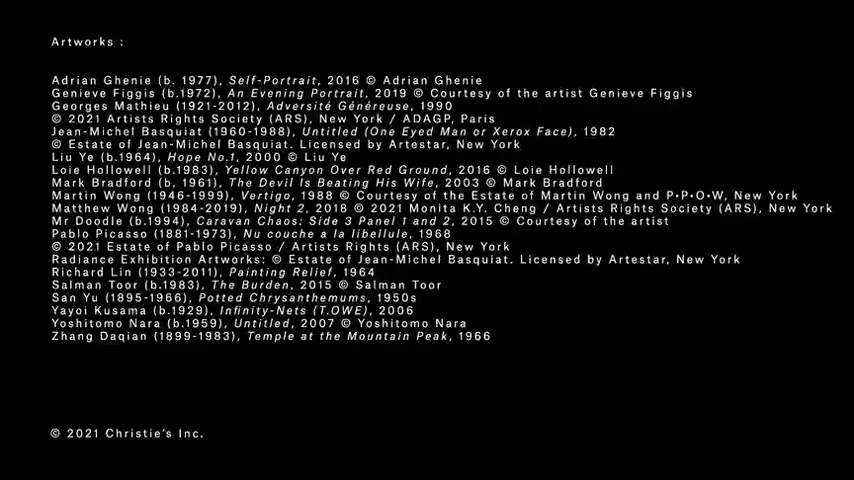 Artworks :
Adrian Ghenie (b. 1977), Self-Portrait, 2016 © Adrian Ghenie
Genieve Figgis (b.1972), An Evening Portrait, 2019 © Courtesy of the artist Genieve Figgis
Georges Mathieu (1921-2012), Adversité Généreuse, 1990
© 2021 Artists Rights Society (ARS), New York / ADAGP, Paris
Jean-Michel Basquiat (1960-1988), Untitled (One Eyed Man or Xerox Face), 1982
© Estate of Jean-Michel Basquiat. Licensed by Artestar, New York
Liu Ye (b.1964), Hope No.1, 2000 © Liu Ye
Loie Hollowell (b.1983), Yellow Canyon Over Red Ground, 2016 © Loie Hollowell
Mark Bradford (b. 1961), The Devil Is Beating His Wife, 2003 © Mark Bradford
Martin Wong (1946-1999), Vertigo, 1988 © Courtesy of the Estate of Martin Wong and P•P•O•W, New York
Matthew Wong (1984-2019), Night 2, 2018 © 2021 Monita K.Y. Cheng / Artists Rights Society (ARS), New York
Mr Doodle (b.1994), Caravan Chaos: Side 3 Panel 1 and 2, 2015 © Courtesy of the artist
Pablo Picasso (1881-1973), Nu couche a la libellule, 1968
© 2021 Estate of Pablo Picasso / Artists Rights (ARS), New York
Radiance Exhibition Artworks: © Estate of Jean-Michel Basquiat. Licensed by Artestar, New York
Richard Lin (1933-2011), Painting Relief, 1964
Salman Toor (b.1983), The Burden, 2015 © Salman Toor
San Yu (1895-1966), Potted Chrysanthemums, 1950s
Yayoi Kusama (b.1929), Infinity-Nets (T.OWE), 2006
Yoshitomo Nara (b.1959), Untitled, 2007 © Yoshitomo Nara
Zhang Daqian (1899-1983), Temple at the Mountain Peak, 1966
© 2021 Christie's Inc.